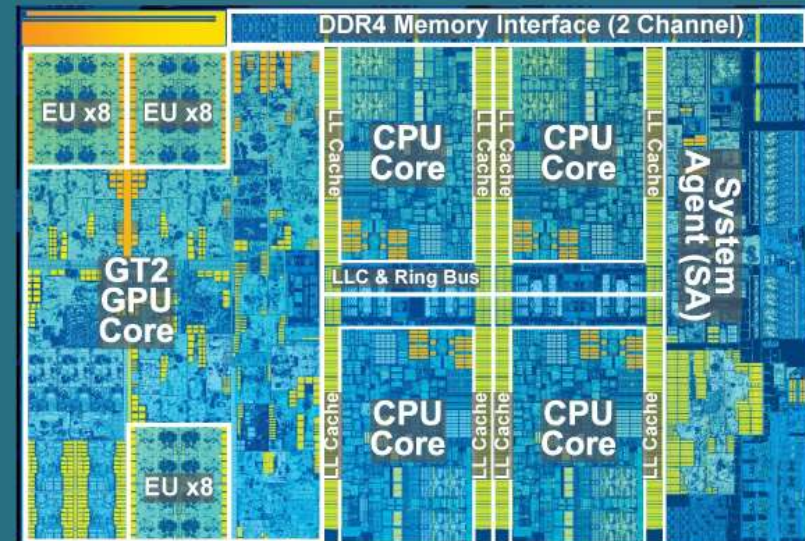 DDR4 Memory Interface (2 Channel)
EU x8
EU x8
LL Cache
CPU
Core
LL Cache
LL Cache
CPU
Core
LL Cache
System
Agent (SA)
GT2
GPU
Core
LLC & Ring Bus
LL Cache
CPU
Core
LL Cache
LL Cache
CPU
Core
LL Cache
EU x8